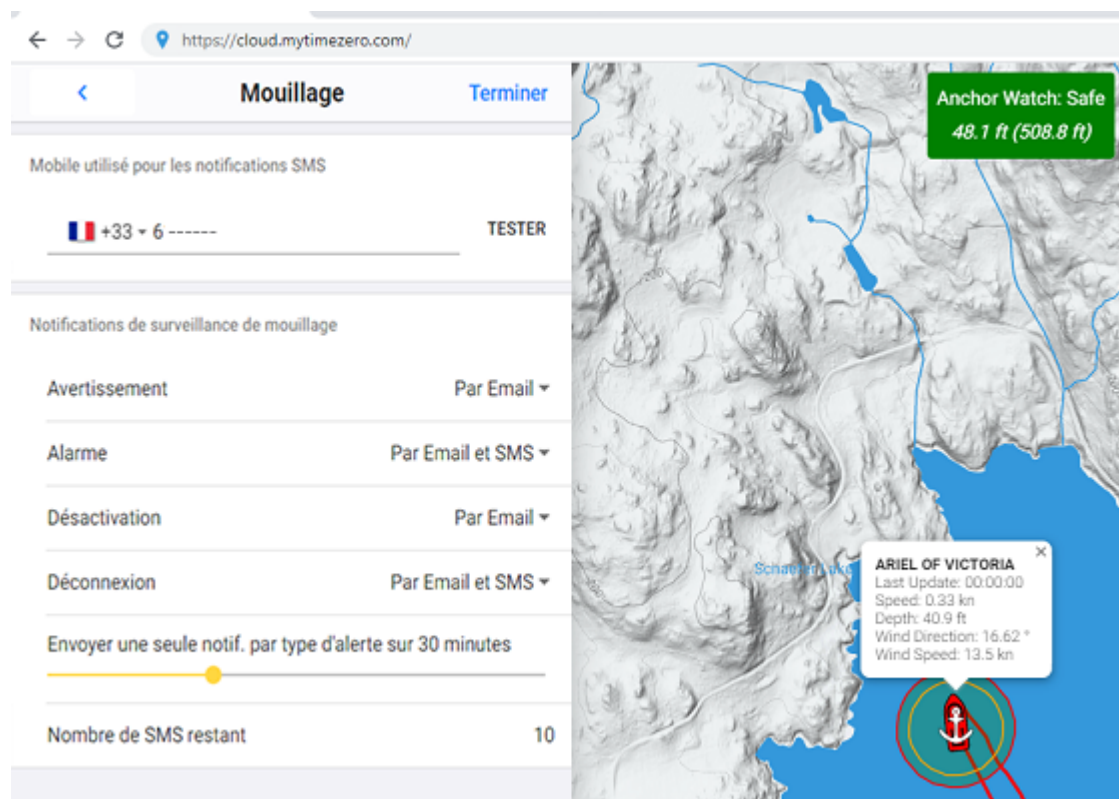 https://cloud.mytimezero.com/
Mouillage
Terminer
Mobile utilisé pour les notifications SMS
+33 6 ------
TESTER
Notifications de surveillance de mouillage
Avertissement
Par Email
Alarme
Par Email et SMS
Désactivation
Par Email
Déconnexion
Par Email et SMS
Envoyer une seule notif. par type d'alerte sur 30 minutes
Nombre de SMS restant
10
Anchor Watch: Safe
48.1 ft (508.8 ft)
200
Schaefer Lake
ARIEL OF VICTORIA
Last Update: 00:00:00
Speed: 0.33 kn
Depth: 40.9 ft
Wind Direction: 16.62 °
Wind Speed: 13.5 kn